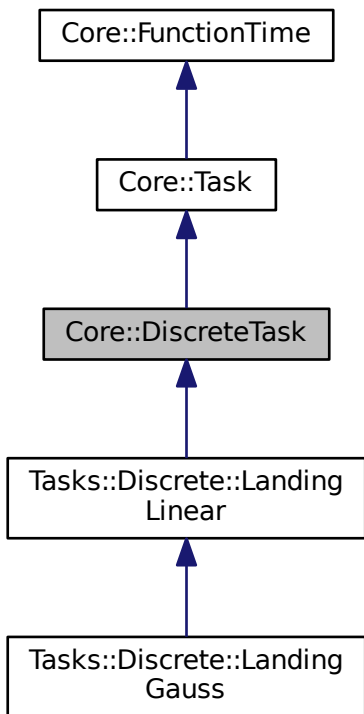 Core::FunctionTime
Core::Task
Core::DiscreteTask
Tasks::Discrete::Landing
Linear
Tasks::Discrete::Landing
Gauss